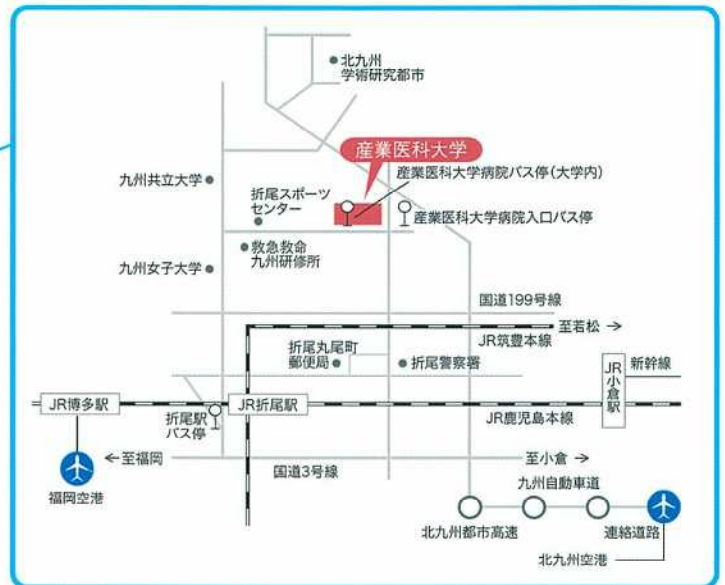 北九州
学術研究都市
産業医科大学
産業医科大学病院バス停(大学内)
九州共立大学
折尾スポーツ
センター
産業医科大学病院入口バス停
救急救命
九州研修所
九州女子大学
国道199号線
至若松→
JR筑豊本線
折尾丸尾町
郵便局
折尾警察署
JR小倉駅
新幹線
JR博多駅
折尾駅
バス停
JR折尾駅
JR鹿児島本線
←至福岡
国道3号線
至小倉→
福岡空港
九州自動車道
北九州都市高速
連絡道路
北九州空港